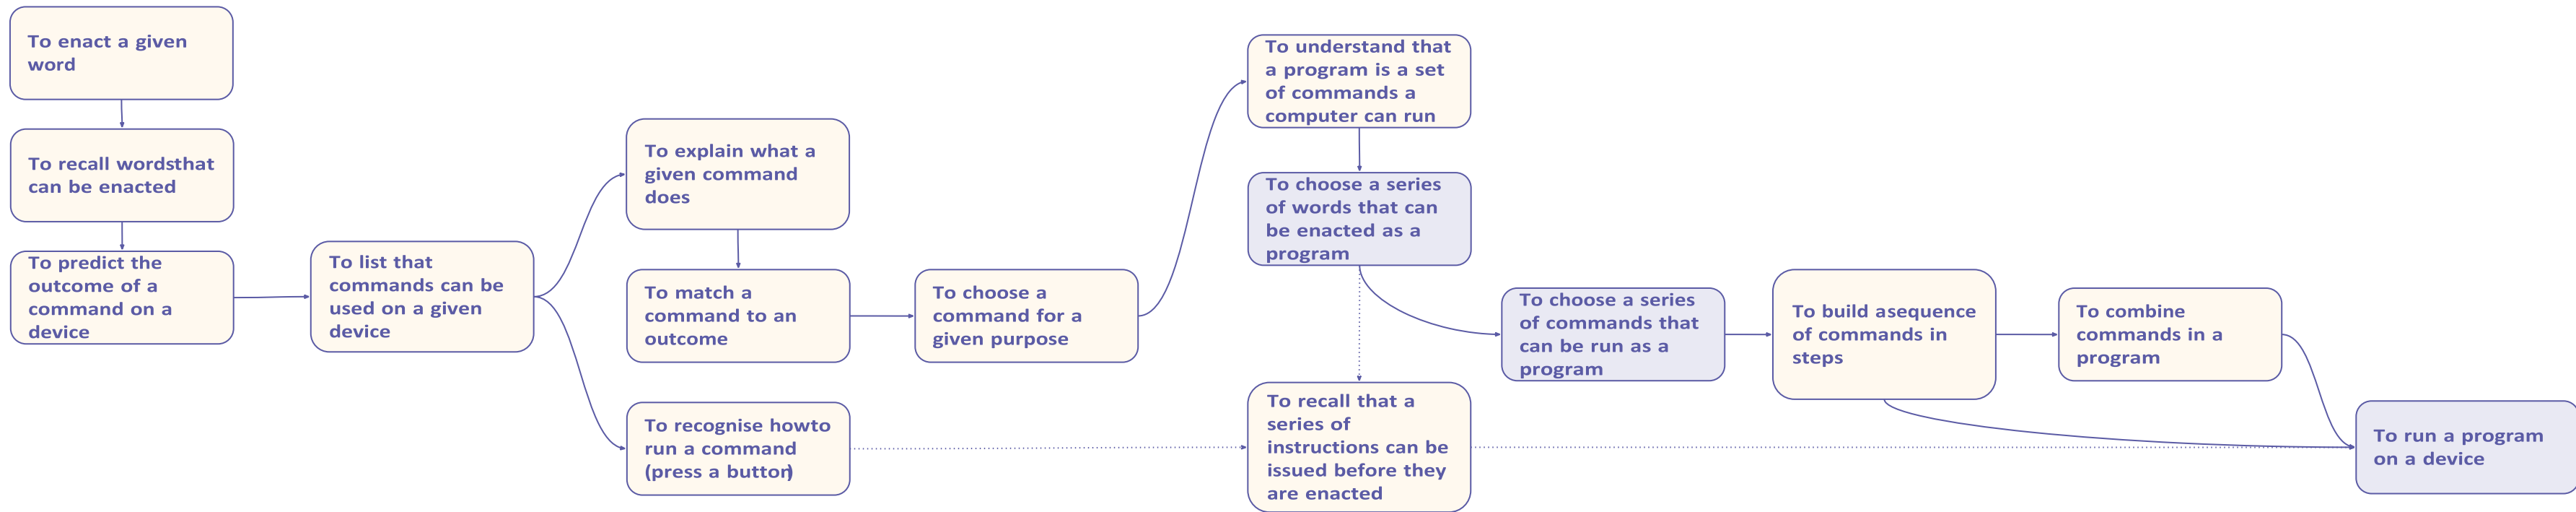 To enact a given
word
To recall wordsthat
can be enacted
To predict the
outcome of a
command on a
device
To list that
commands can be
used on a given
device
To explain what a
given command
does
To match a
command to an
outcome
To recognise howto
run a command
(press a button)
To choose a
command for a
given purpose
To understand that
a program is a set
of commands a
computer can run
To choose a series
of words that can
be enacted as a
program
To recall that a
series of
instructions can be
issued before they
are enacted
To choose a series
of commands that
can be run as a
program
To build asequence
of commands in
steps
To combine
commands in a
program
To run a program
on a device